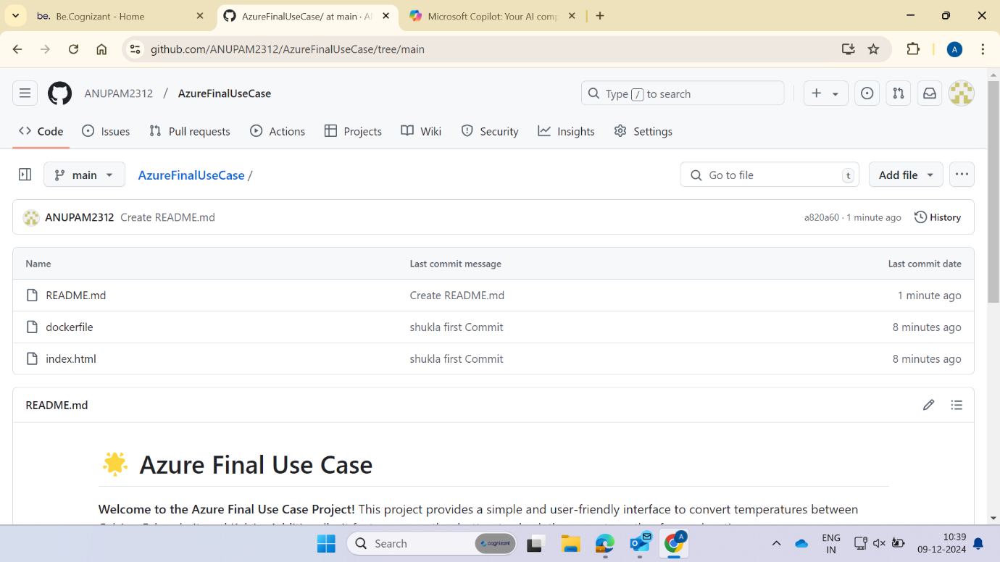 be. Be.Cognizant - Home
AzureFinalUseCase/ at main · AN
Microsoft Copilot: Your AI comp
github.com/ANUPAM2312/AzureFinalUseCase/tree/main
A
ANUPAM2312 / AzureFinalUseCase
Type / to search
Code Issues Pull requests Actions Projects Wiki Security Insights Settings
main
AzureFinalUseCase /
Go to file t
Add file
ANUPAM2312 Create README.md a820a60 · 1 minute ago History
Name Last commit message Last commit date
README.md Create README.md 1 minute ago
dockerfile shukla first Commit 8 minutes ago
index.html shukla first Commit 8 minutes ago
README.md
Azure Final Use Case
Welcome to the Azure Final Use Case Project! This project provides a simple and user-friendly interface to convert temperatures between
Search cognizant
A
ENG
IN
10:39
09-12-2024